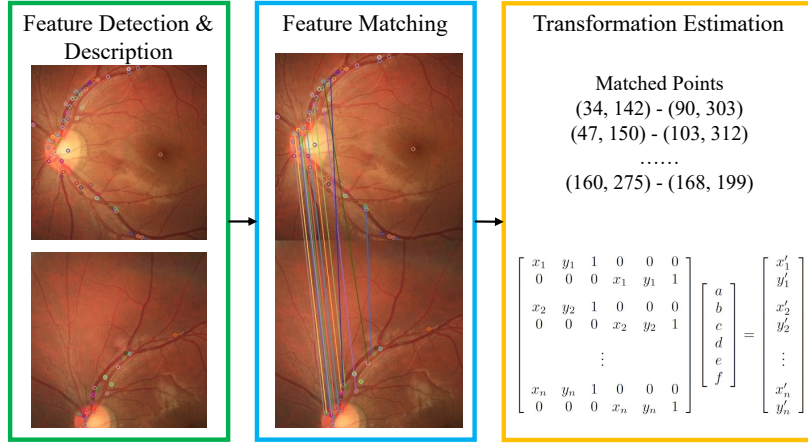 Feature Detection &
Description
Feature Matching
Transformation Estimation
Matched Points
(34, 142) - (90, 303)
(47, 150) - (103, 312)
......
(160, 275) - (168, 199)
x₁ y₁ 1 0 0 0
0 0 0 x₁ y₁ 1
x₂ y₂ 1 0 0 0
0 0 0 x₂ y₂ 1
⋮
xₙ yₙ 1 0 0 0
0 0 0 xₙ yₙ 1
a
b
c
d
e
f
=
x′₁
y′₁
x′₂
y′₂
⋮
x′ₙ
y′ₙ